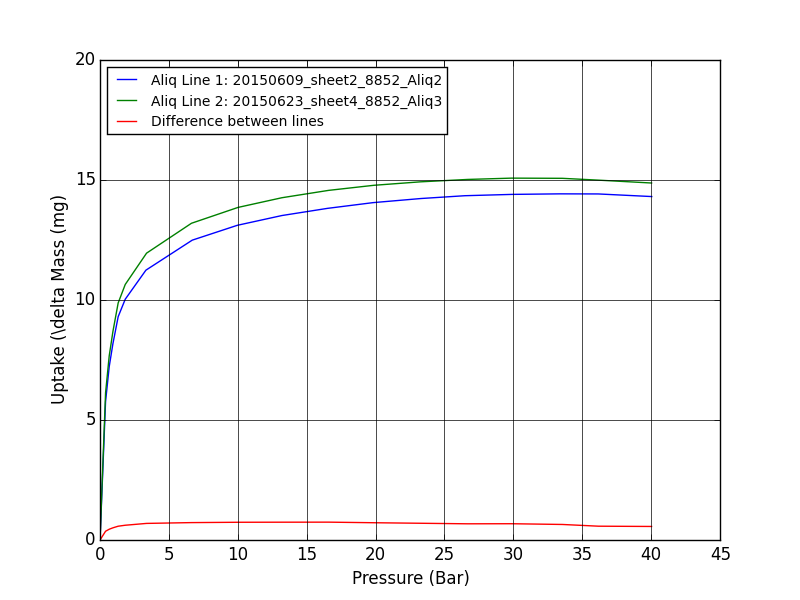 Aliq Line 1: 20150609_sheet2_8852_Aliq2
Aliq Line 2: 20150623_sheet4_8852_Aliq3
Difference between lines
20
15
10
5
0
Uptake (\delta Mass (mg)
0 5 10 15 20 25 30 35 40 45
Pressure (Bar)